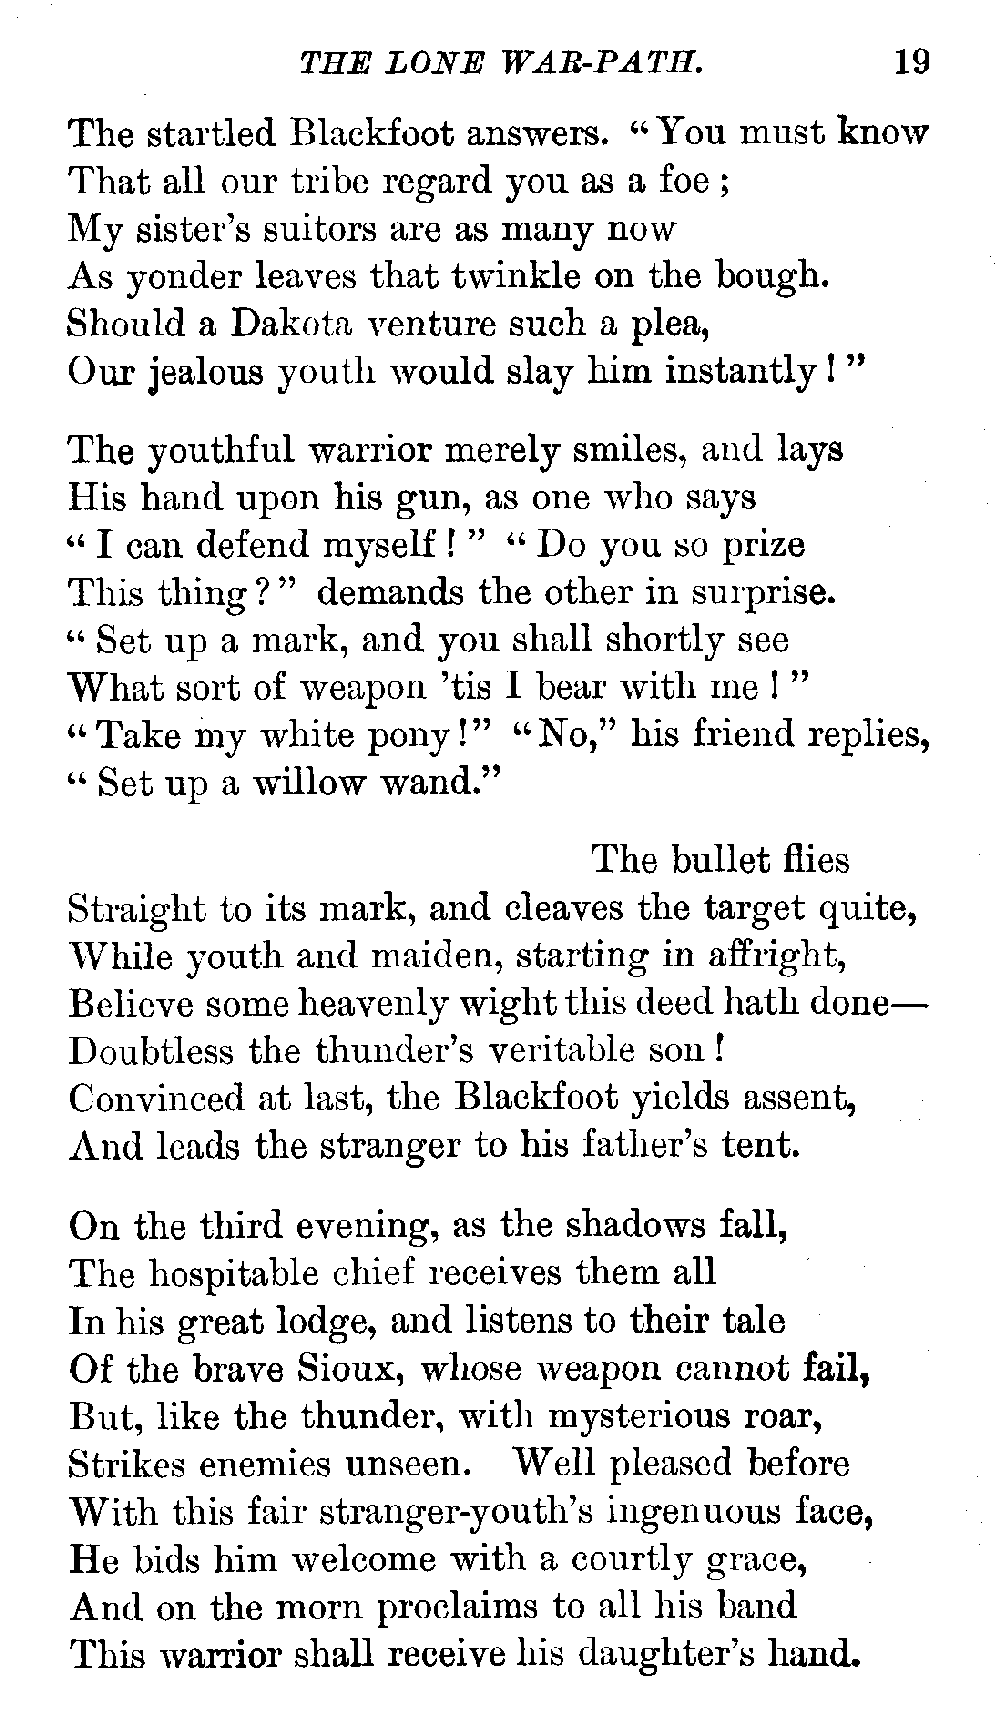 THE LONE WAR-PATH. 19
The startled Blackfoot answers. “You must know
That all our tribe regard you as a foe;
My sister’s suitors are as many now
As yonder leaves that twinkle on the bough.
Should a Dakota venture such a plea,
Our jealous youth would slay him instantly!”
The youthful warrior merely smiles, and lays
His hand upon his gun, as one who says
“I can defend myself!” “Do you so prize
This thing?” demands the other in surprise.
“Set up a mark, and you shall shortly see
What sort of weapon ’tis I bear with me!”
“Take my white pony!” “No,” his friend replies,
“Set up a willow wand.”
The bullet flies
Straight to its mark, and cleaves the target quite,
While youth and maiden, starting in affright,
Believe some heavenly wight this deed hath done—
Doubtless the thunder’s veritable son!
Convinced at last, the Blackfoot yields assent,
And leads the stranger to his father’s tent.
On the third evening, as the shadows fall,
The hospitable chief receives them all
In his great lodge, and listens to their tale
Of the brave Sioux, whose weapon cannot fail,
But, like the thunder, with mysterious roar,
Strikes enemies unseen. Well pleased before
With this fair stranger-youth’s ingenuous face,
He bids him welcome with a courtly grace,
And on the morn proclaims to all his band
This warrior shall receive his daughter’s hand.